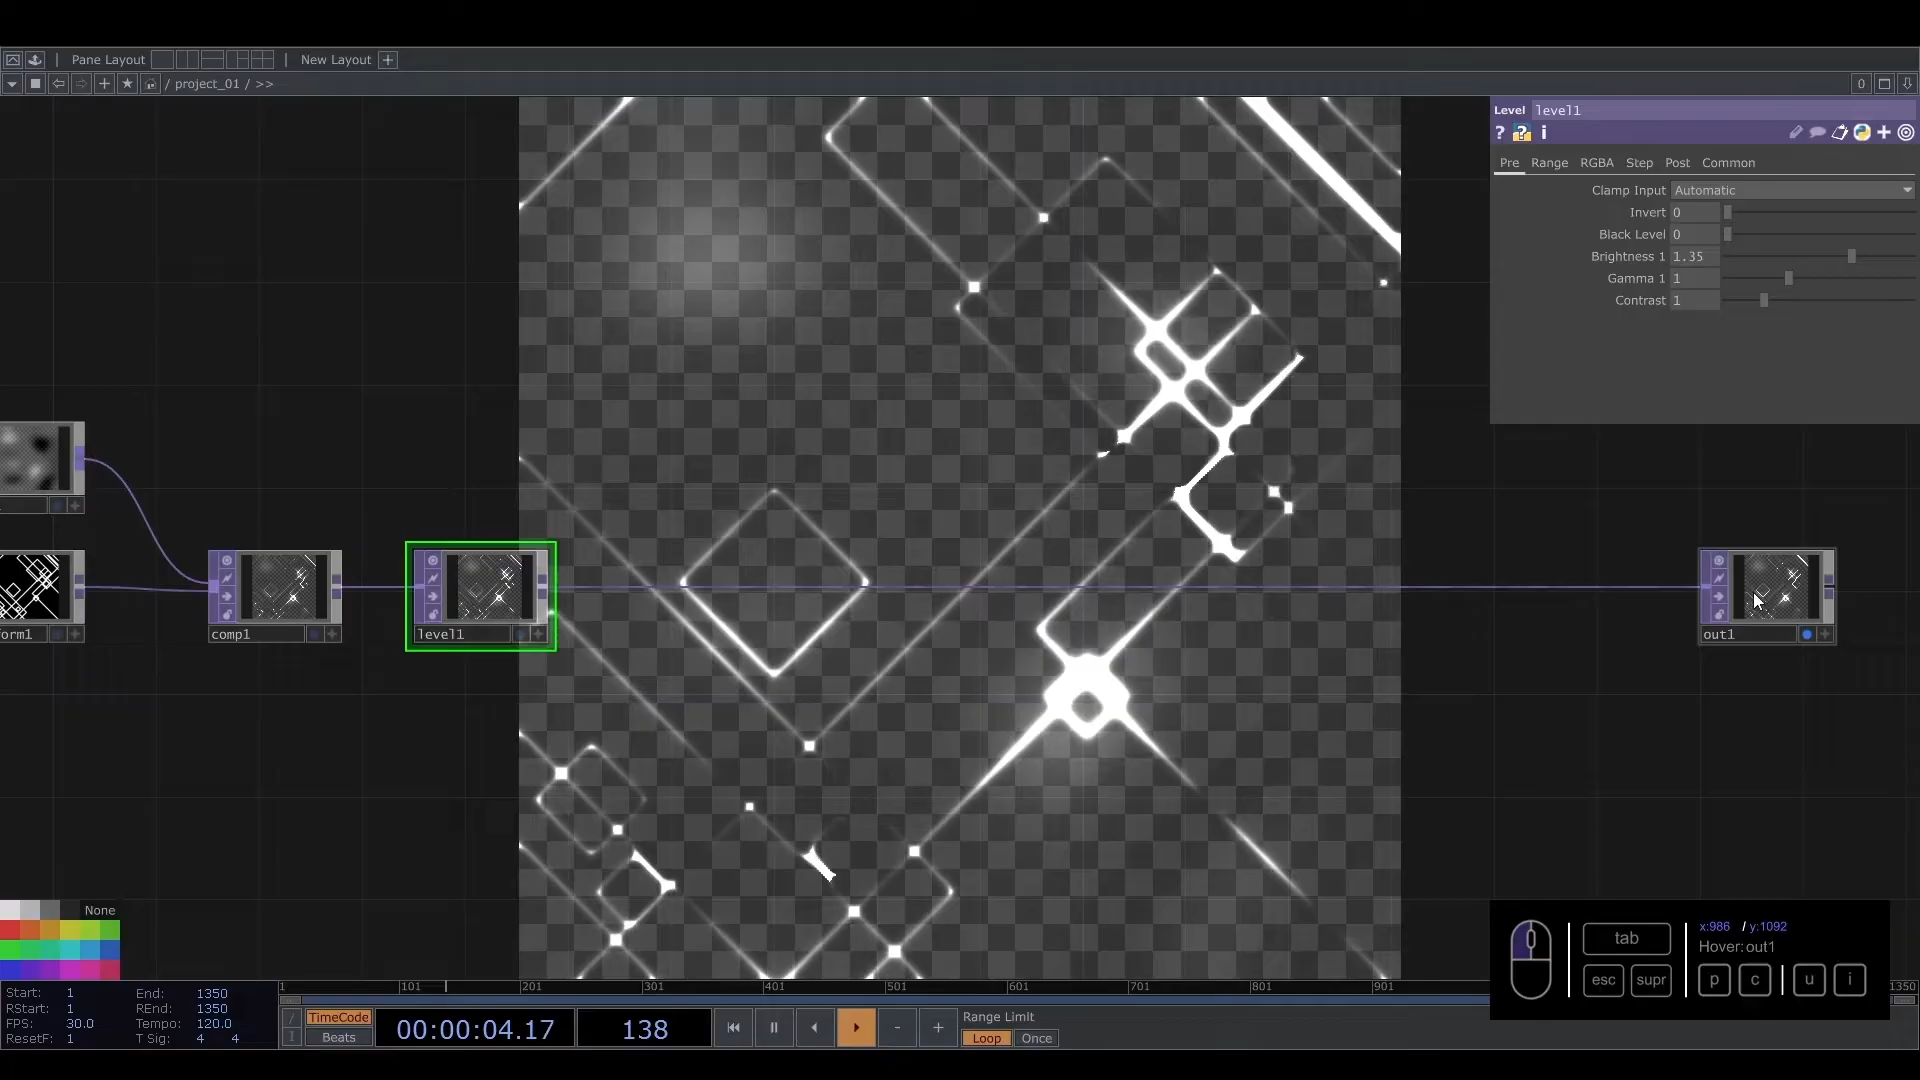 Pane Layout
New Layout
/ project_01 / >>
0
Level level1
? ? i
Pre Range RGBA Step Post Common
Clamp Input Automatic
Invert 0
Black Level 0
Brightness 1 1.35
Gamma 1 1
Contrast 1
orm1
comp1
level1
out1
None
tab
esc supr
x:986 / y:1092
Hover:out1
p c u i
1 101 201 301 401 501 601 701 801 901 1350
Start: 1 End: 1350
RStart: 1 REnd: 1350
FPS: 30.0 Tempo: 120.0
ResetF: 1 T Sig: 4 4
/
I
TimeCode
Beats
00:00:04.17
138
- +
Range Limit
Loop Once